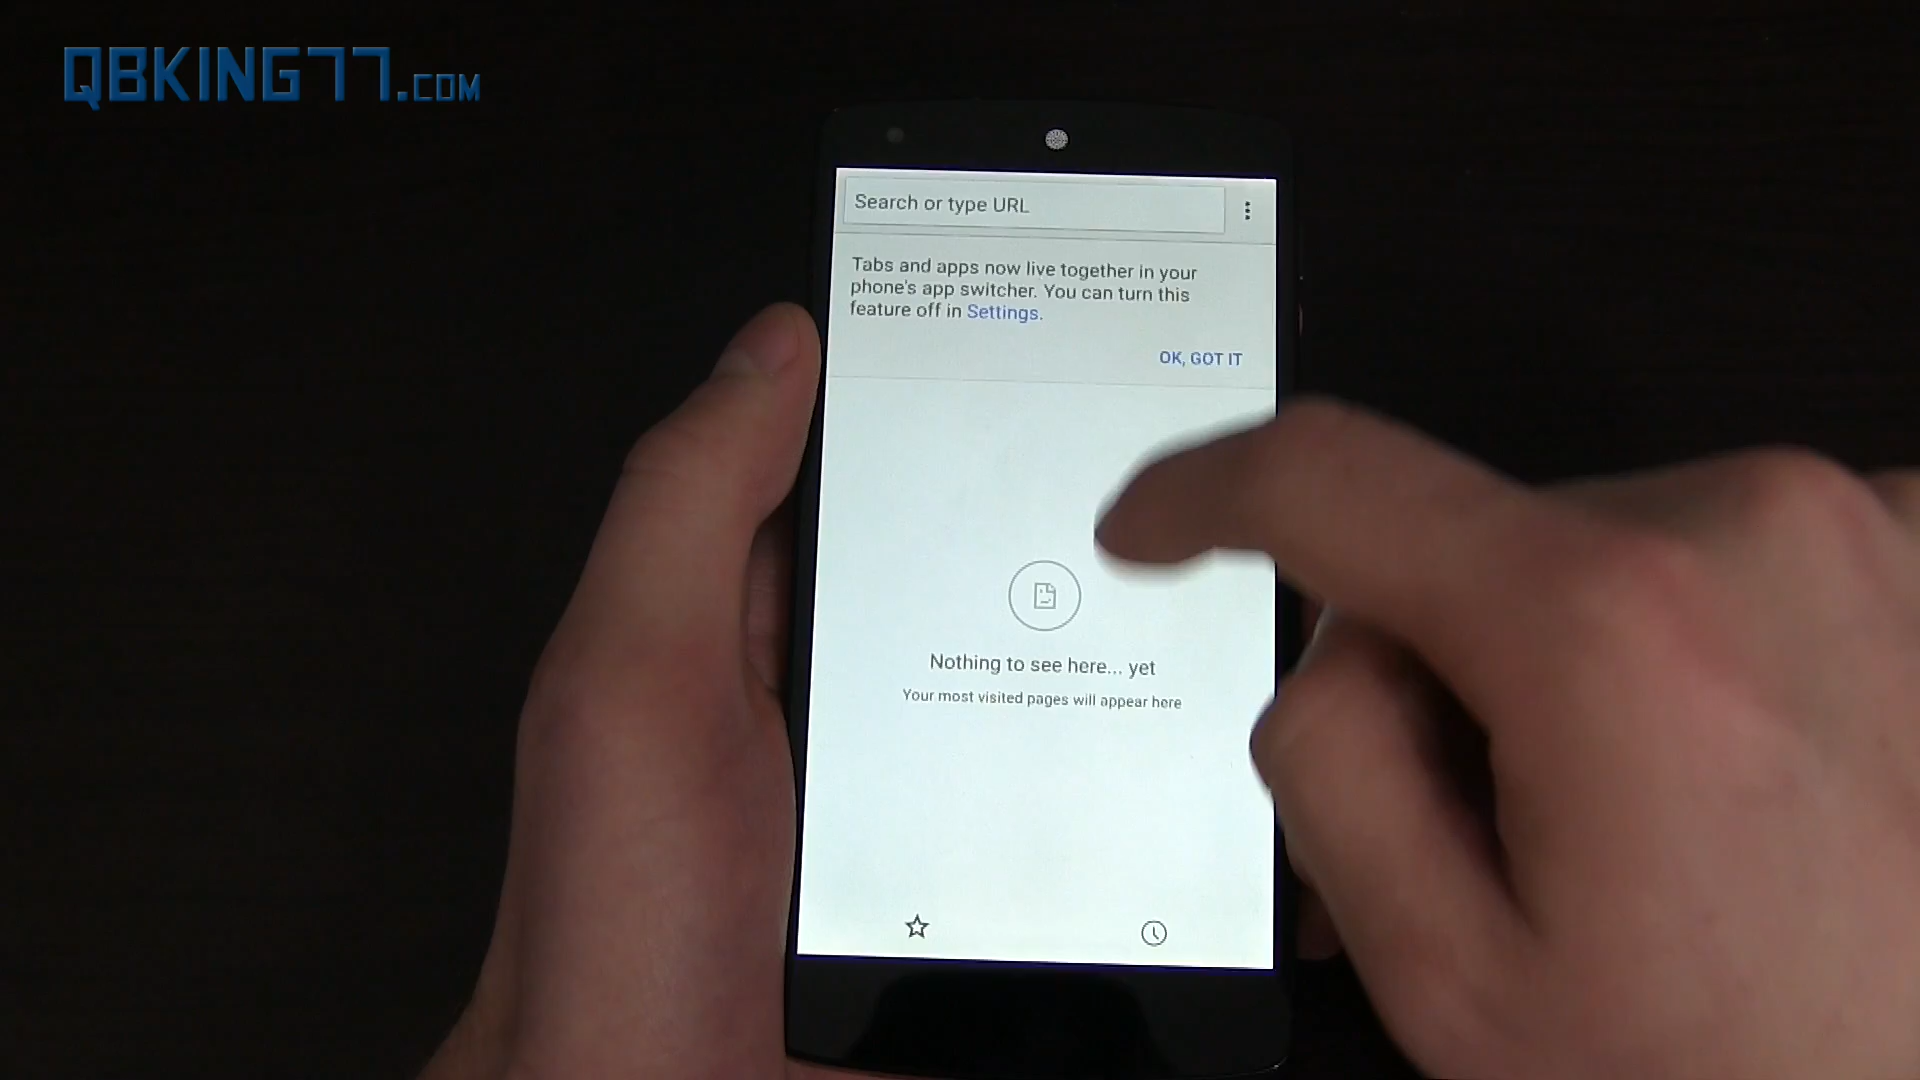 QBKING77.COM
Search or type URL
Tabs and apps now live together in your
phone's app switcher. You can turn this
feature off in Settings.
OK, GOT IT
Nothing to see here... yet
Your most visited pages will appear here